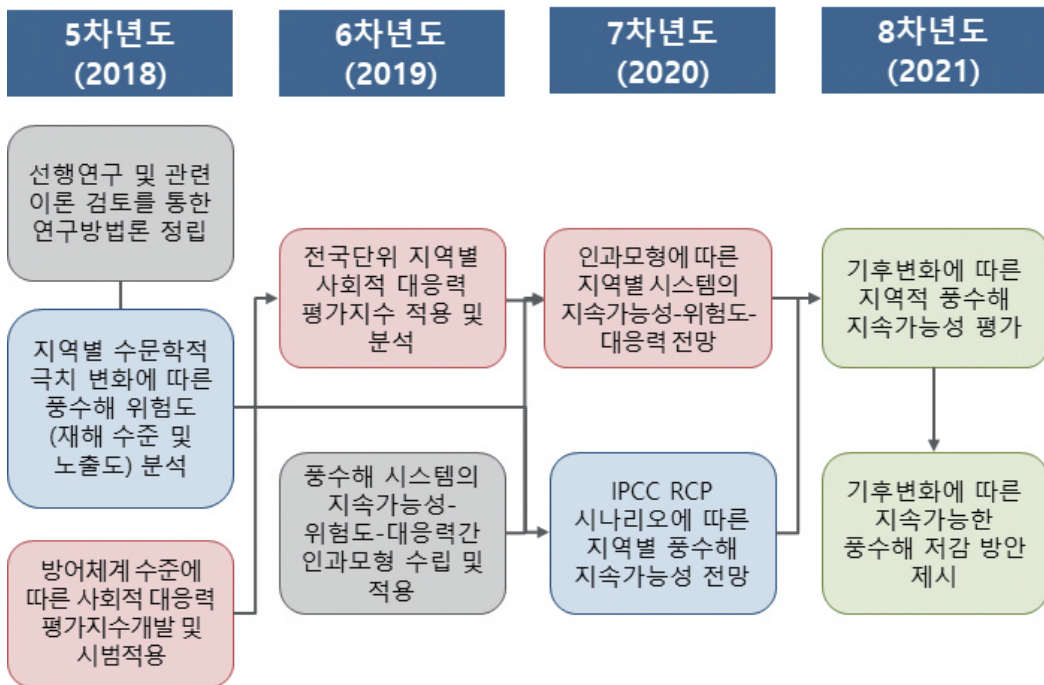 5차년도
(2018)
6차년도
(2019)
7차년도
(2020)
8차년도
(2021)
선행연구 및 관련
이론 검토를 통한
연구방법론 정립
지역별 수문학적
극치 변화에 따른
풍수해 위험도
(재해 수준 및
노출도) 분석
방어체계 수준에
따른 사회적 대응력
평가지수개발 및
시범적용
전국단위 지역별
사회적 대응력
평가지수 적용 및
분석
풍수해 시스템의
지속가능성-
위험도-대응력간
인과모형 수립 및
적용
인과모형에 따른
지역별 시스템의
지속가능성-위험도-
대응력 전망
IPCC RCP
시나리오에 따른
지역별 풍수해
지속가능성 전망
기후변화에 따른
지역적 풍수해
지속가능성 평가
기후변화에 따른
지속가능한
풍수해 저감 방안
제시